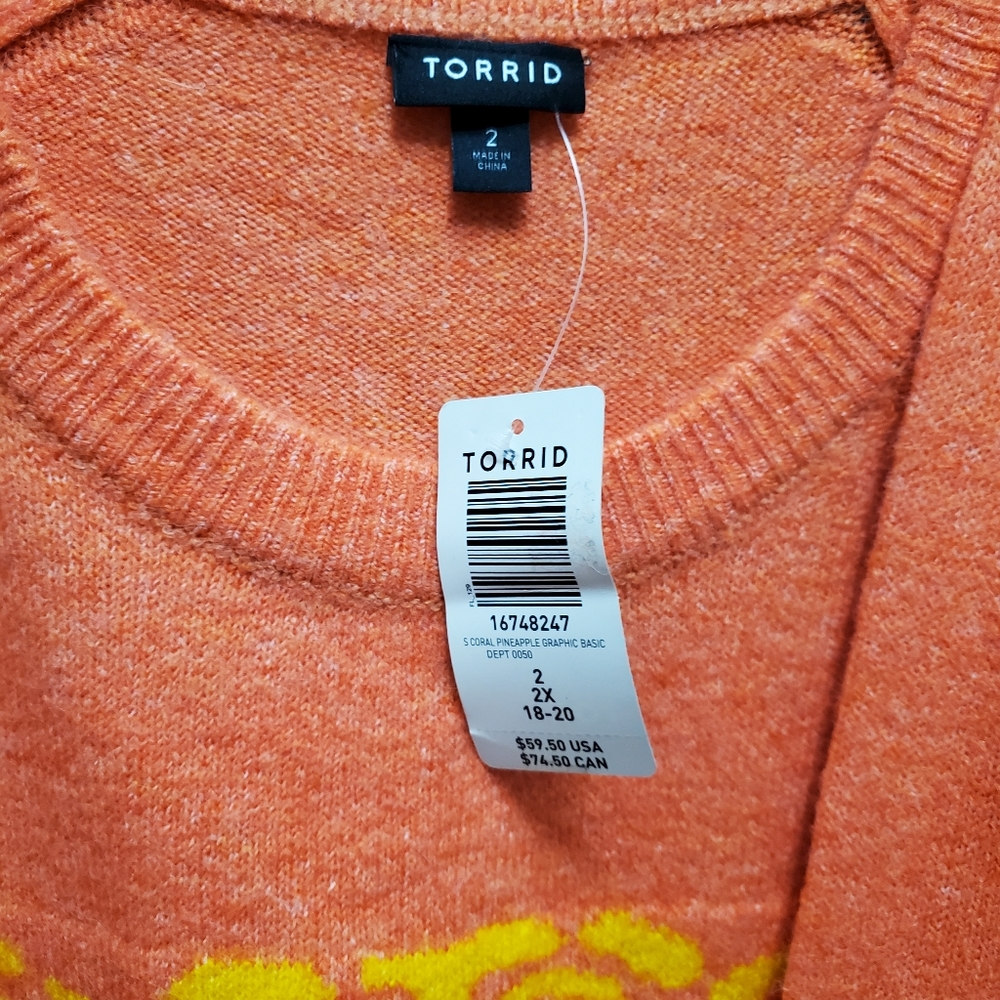 TORRID
2
MADE IN
CHINA
TORRID
FL_129
16748247
S CORAL PINEAPPLE GRAPHIC BASIC
DEPT 0050
2
2X
18-20
$59.50 USA
$74.50 CAN